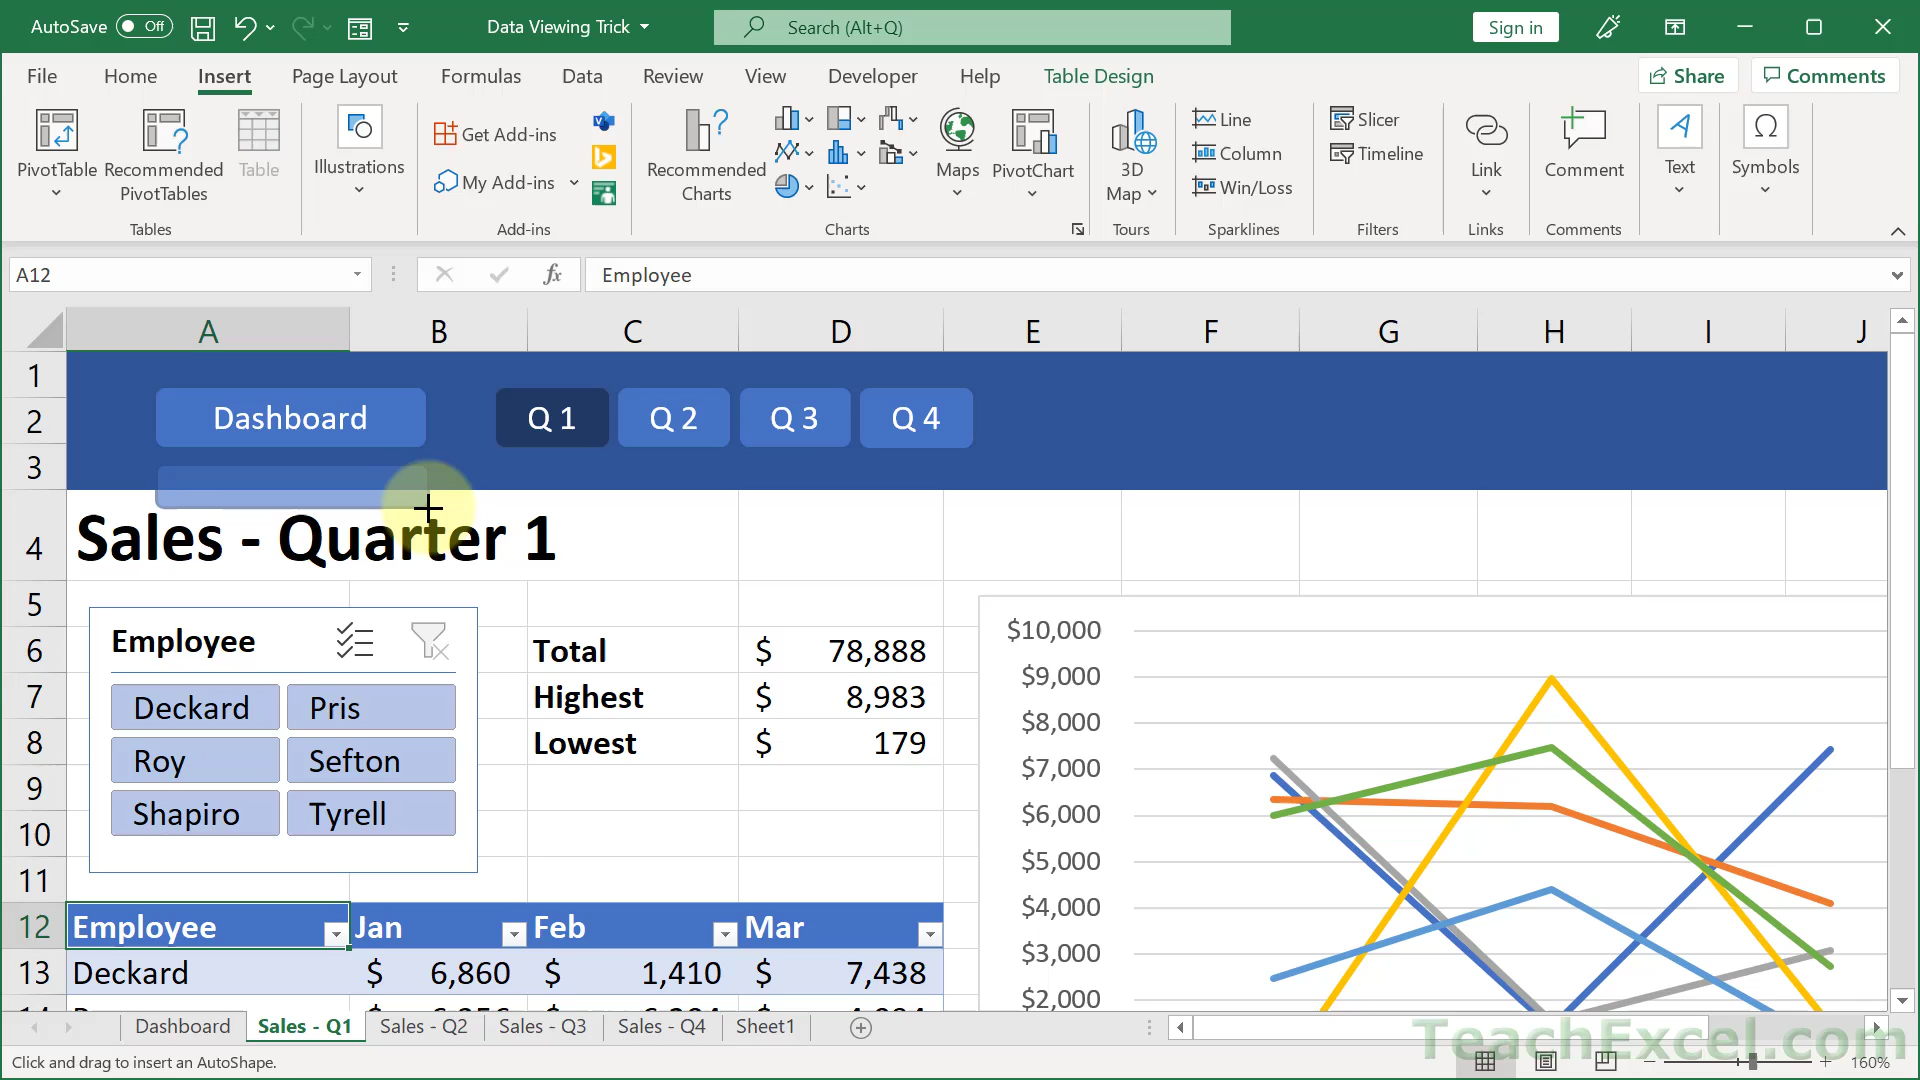 AutoSave Off Data Viewing Trick Search (Alt+Q) Sign in
File Home Insert Page Layout Formulas Data Review View Developer Help Table Design Share Comments
PivotTable
Recommended
PivotTables
Table
Tables
Illustrations
Get Add-ins
My Add-ins
Add-ins
Recommended
Charts
Maps
PivotChart
Charts
3D
Map
Tours
Line
Column
Win/Loss
Sparklines
Slicer
Timeline
Filters
Link
Links
Comment
Comments
Text
Symbols
A12 fx Employee
A B C D E F G H I J
1
2
3
Dashboard Q 1 Q 2 Q 3 Q 4
4 Sales - Quarter 1
5
Employee
6 Total $ 78,888
7 Highest $ 8,983
8 Lowest $ 179
9
10
11
Deckard Pris
Roy Sefton
Shapiro Tyrell
$10,000
$9,000
$8,000
$7,000
$6,000
$5,000
$4,000
$3,000
$2,000
12 Employee Jan Feb Mar
13 Deckard $ 6,860 $ 1,410 $ 7,438
Dashboard Sales - Q1 Sales - Q2 Sales - Q3 Sales - Q4 Sheet1
TeachExcel.com
Click and drag to insert an AutoShape. 160%